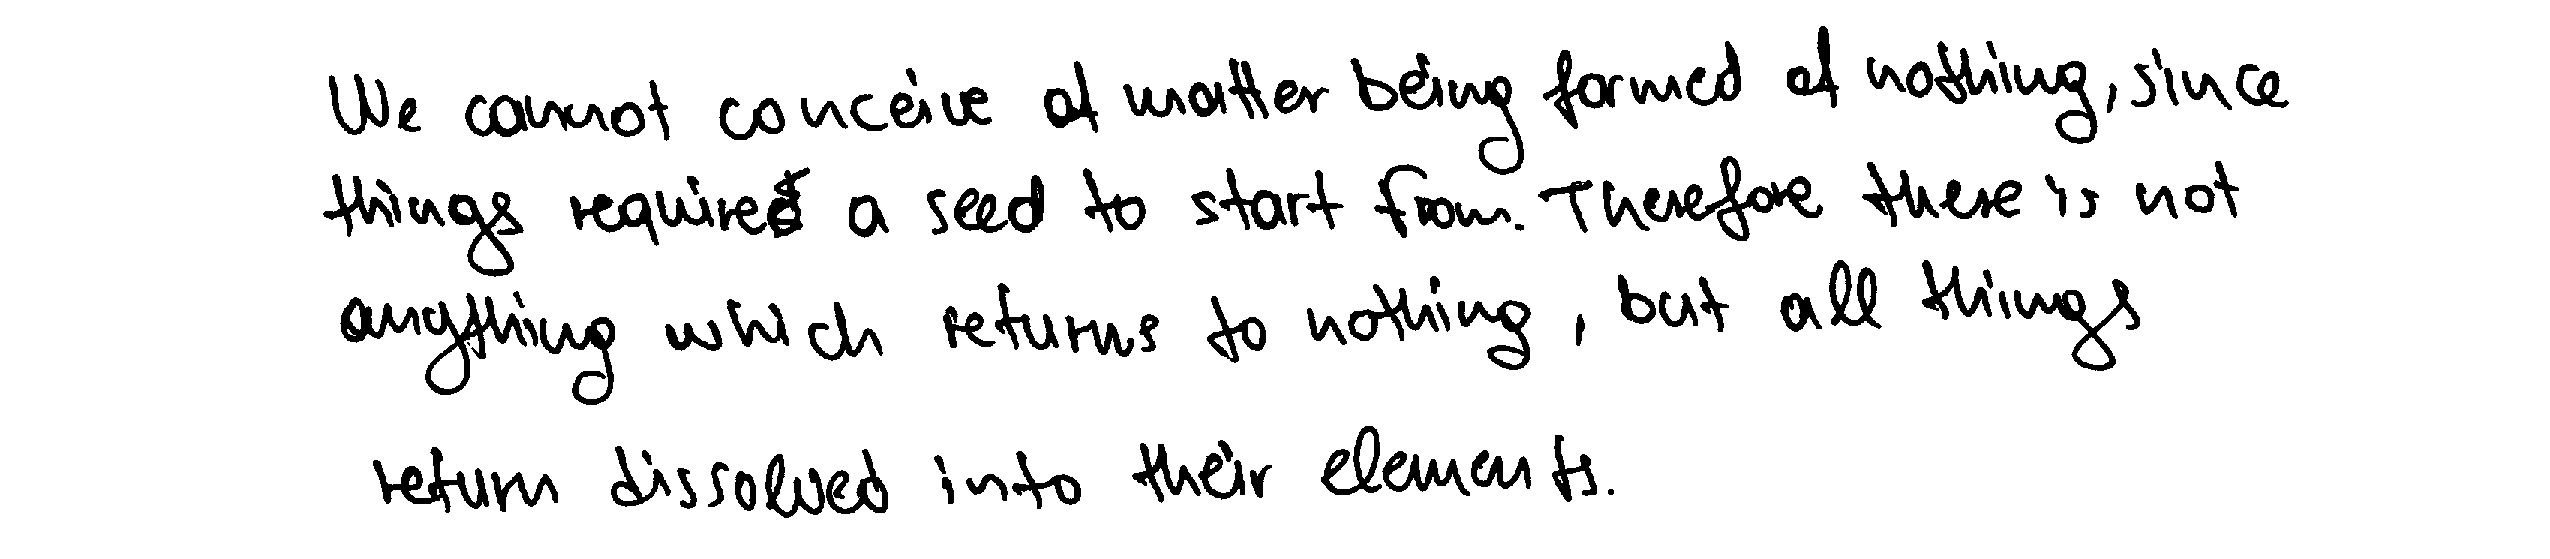 We cannot conceive of matter being formed of nothing, since
things require a seed to start from. Therefore there is not
anything which returns to nothing, but all things
return dissolved into their elements.